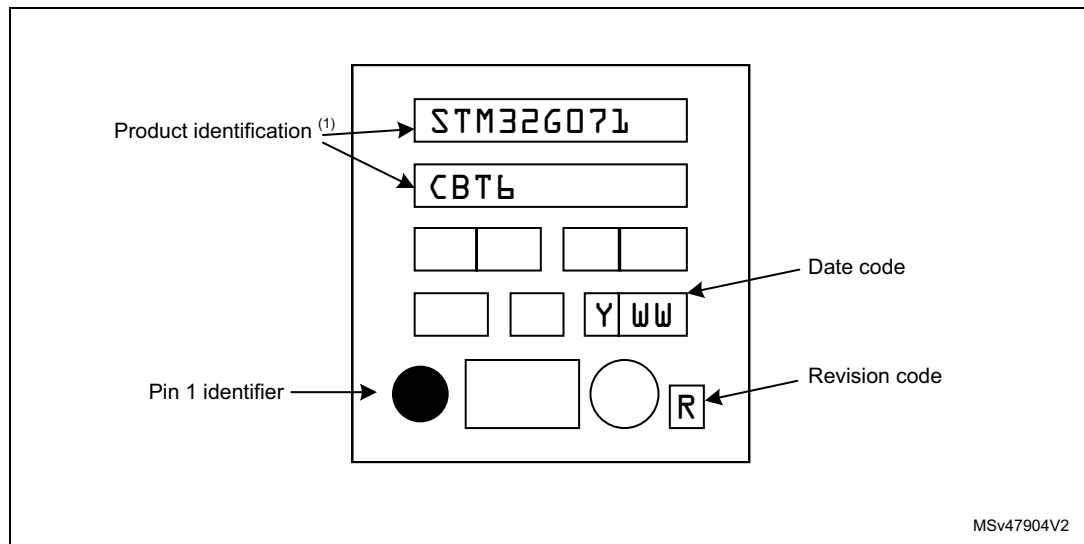 STM32G071
Product identification (1)
CBT6
Date code
Y WW
Pin 1 identifier
Revision code
R
MSv47904V2